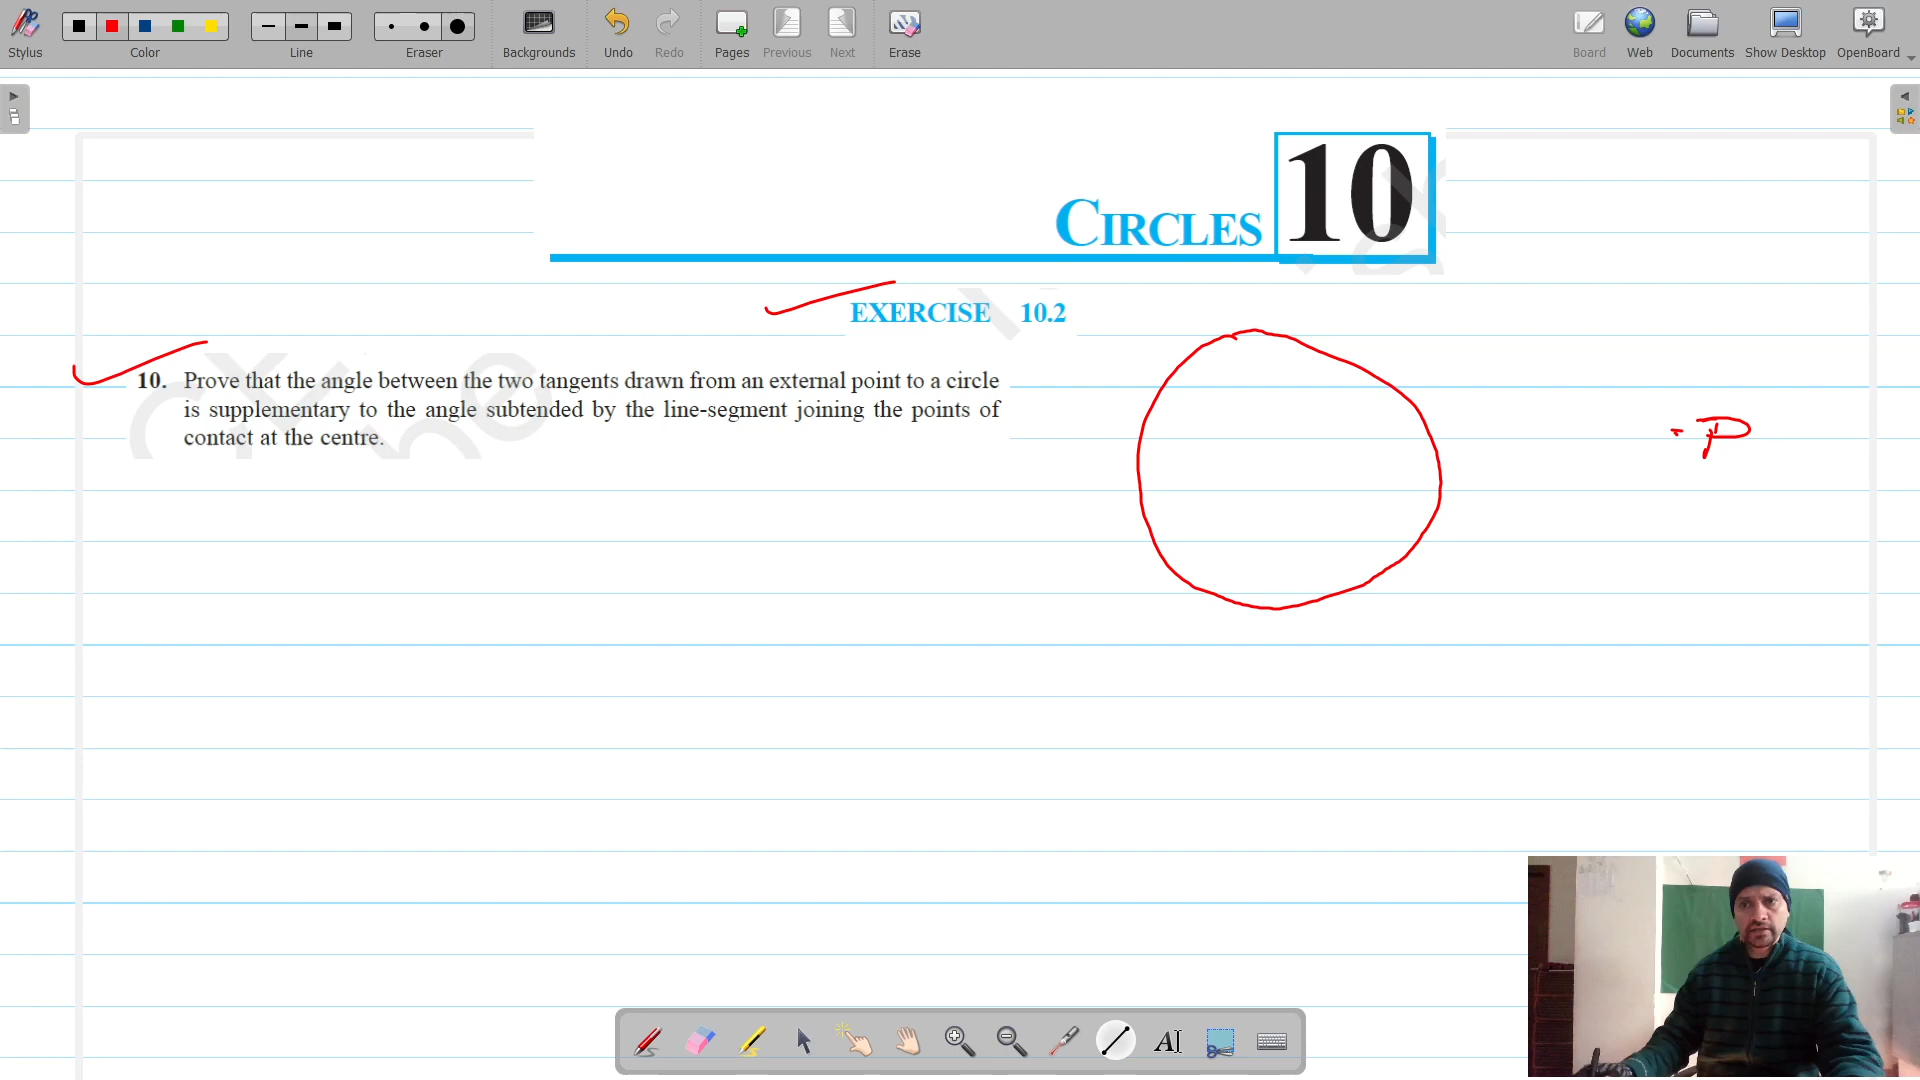 Stylus
Color
Line
Eraser
Backgrounds
Undo
Redo
Pages
Previous
Next
Erase
Board
Web
Documents
Show Desktop
OpenBoard
CIRCLES 10
EXERCISE 10.2
10. Prove that the angle between the two tangents drawn from an external point to a circle
is supplementary to the angle subtended by the line-segment joining the points of
contact at the centre.
P